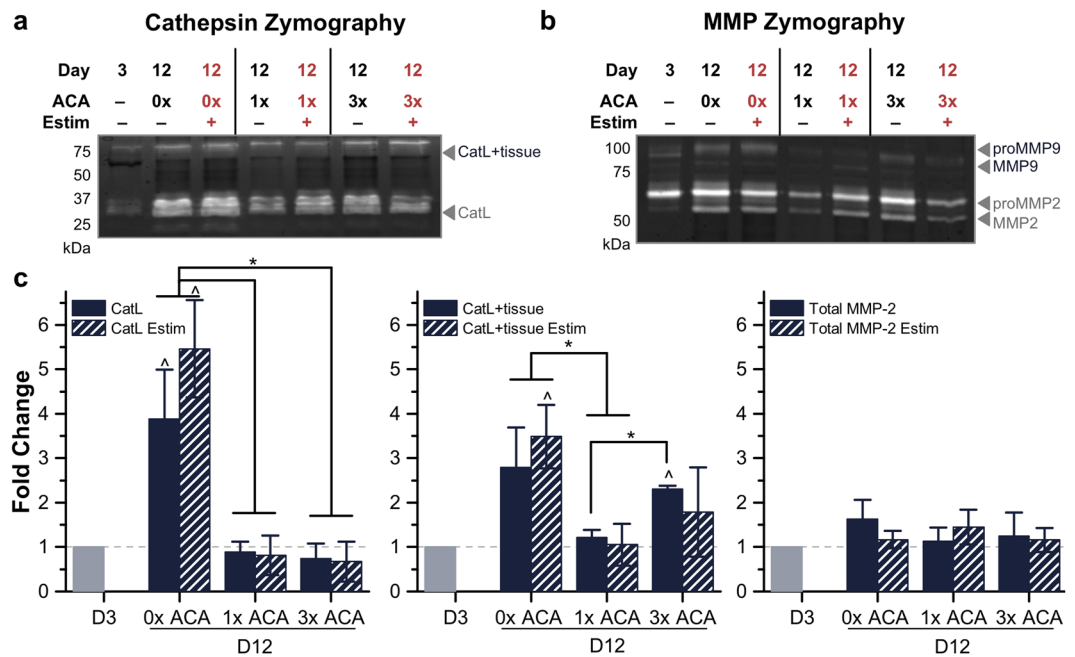 a
Cathepsin Zymography
Day 3 12 12 12 12 12 12
ACA – 0x 0x 1x 1x 3x 3x
Estim – – + – + – +
75
50
37
25
kDa
CatL+tissue
CatL
b
MMP Zymography
3 12 12 12 12 12 12
– 0x 0x 1x 1x 3x 3x
– – + – + – +
100
75
50
kDa
proMMP9
MMP9
proMMP2
MMP2
c
Fold Change
CatL
CatL Estim
*
^
^
6
5
4
3
2
1
0
D3 0x ACA 1x ACA 3x ACA
D12
CatL+tissue
CatL+tissue Estim
*
^
*
^
6
5
4
3
2
1
0
D3 0x ACA 1x ACA 3x ACA
D12
Total MMP-2
Total MMP-2 Estim
6
5
4
3
2
1
0
D3 0x ACA 1x ACA 3x ACA
D12